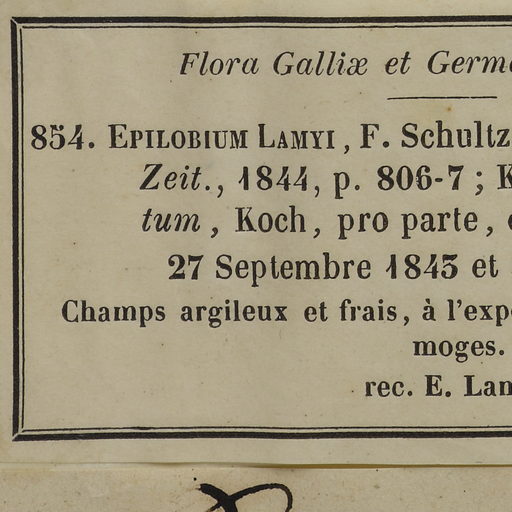 Flora Galliæ et Germ
854. EPILOBIUM LAMYI, F. Schultz
Zeit., 1844, p. 806-7 ; K
tum, Koch, pro parte,
27 Septembre 1843 et
Champs argileux et frais, à l'exp
moges.
rec. E. Lam